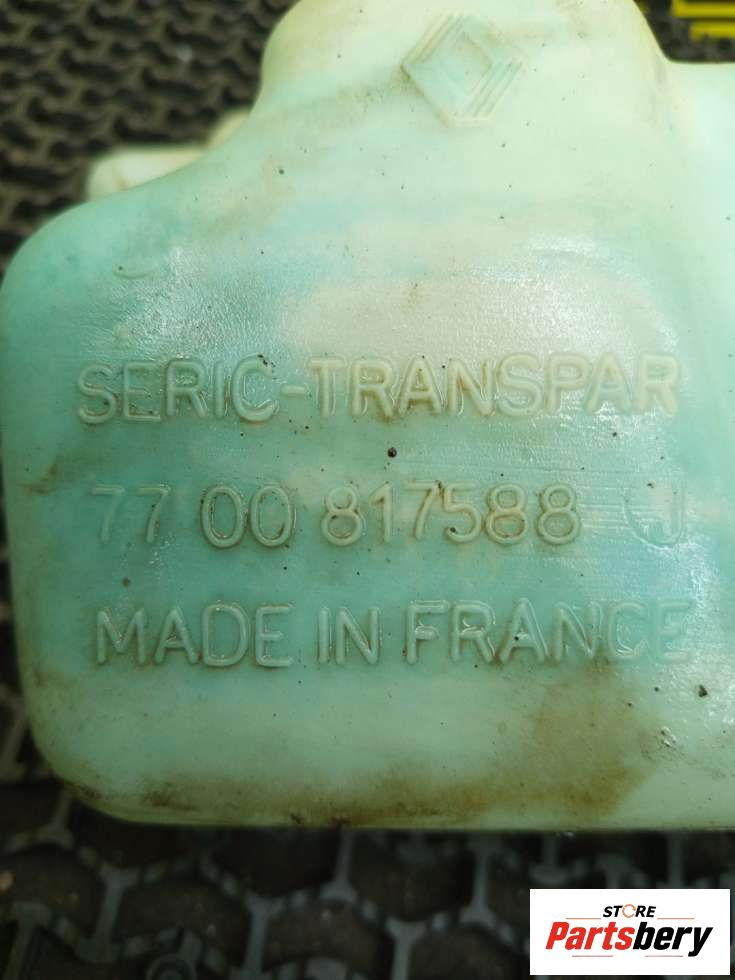 SERIC-TRANSPAR
77 00 817588 J
MADE IN FRANCE
STORE
Partsbery